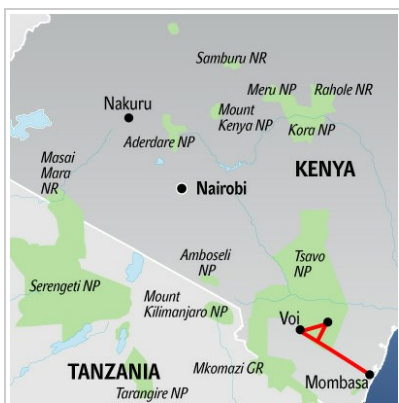 Samburu NR
Meru NP
Rahole NR
Nakuru
Mount
Kenya NP
Aderdare NP
Kora NP
Masai
Mara
NR
KENYA
Nairobi
Amboseli
NP
Tsavo
NP
Serengeti NP
Mount
Kilimanjaro NP
Voi
TANZANIA
Mkomazi GR
Mombasa
Tarangire NP